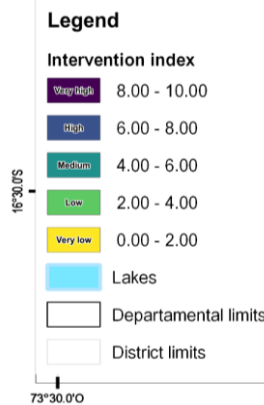 Legend
Intervention index
Very high 8.00 - 10.00
High 6.00 - 8.00
Medium 4.00 - 6.00
Low 2.00 - 4.00
Very low 0.00 - 2.00
Lakes
Departamental limits
District limits
16°30.0'S
73°30.0'O